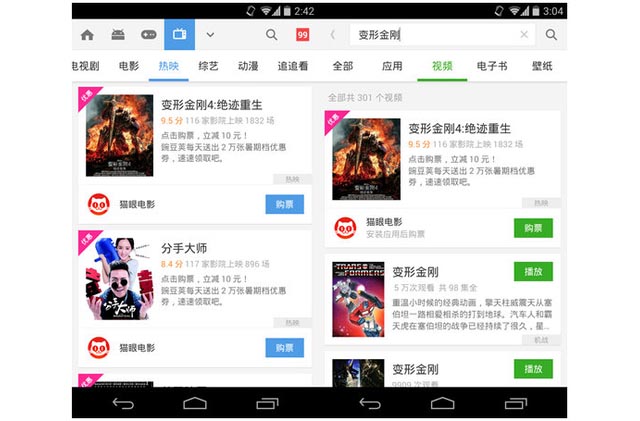 2:42
99
电视剧 电影 热映 综艺 动漫 追追看
优惠
变形金刚4:绝迹重生
9.5 分 116 家影院上映 1832 场
点击购票，立减 10 元！
豌豆荚每天送出 2 万张暑期档优惠
券，速速领取吧。
热映
猫眼电影
购票
优惠
分手大师
8.4 分 117 家影院上映 896 场
点击购票，立减 10 元！
豌豆荚每天送出 2 万张暑期档优惠
券，速速领取吧。
热映
分手大师
猫眼电影
购票
优惠
3:04
变形金刚
全部 应用 视频 电子书 壁纸
全部共 301 个视频
优惠
变形金刚4:绝迹重生
9.5 分 116 家影院上映 1832 场
点击购票，立减 10 元！
豌豆荚每天送出 2 万张暑期档优惠
券，速速领取吧。
热映
猫眼电影
安装应用后购票
购票
TRANSFORMERS
变形金刚
播放
5 万次观看 共 98 集全
重温小时候的经典动画，擎天柱威震天从塞
伯坦一路相爱相杀的打到地球。汽车人和霸
天虎在塞伯坦的战争已经持续了很久，星...
机战
变形金刚
播放
9909 次观看